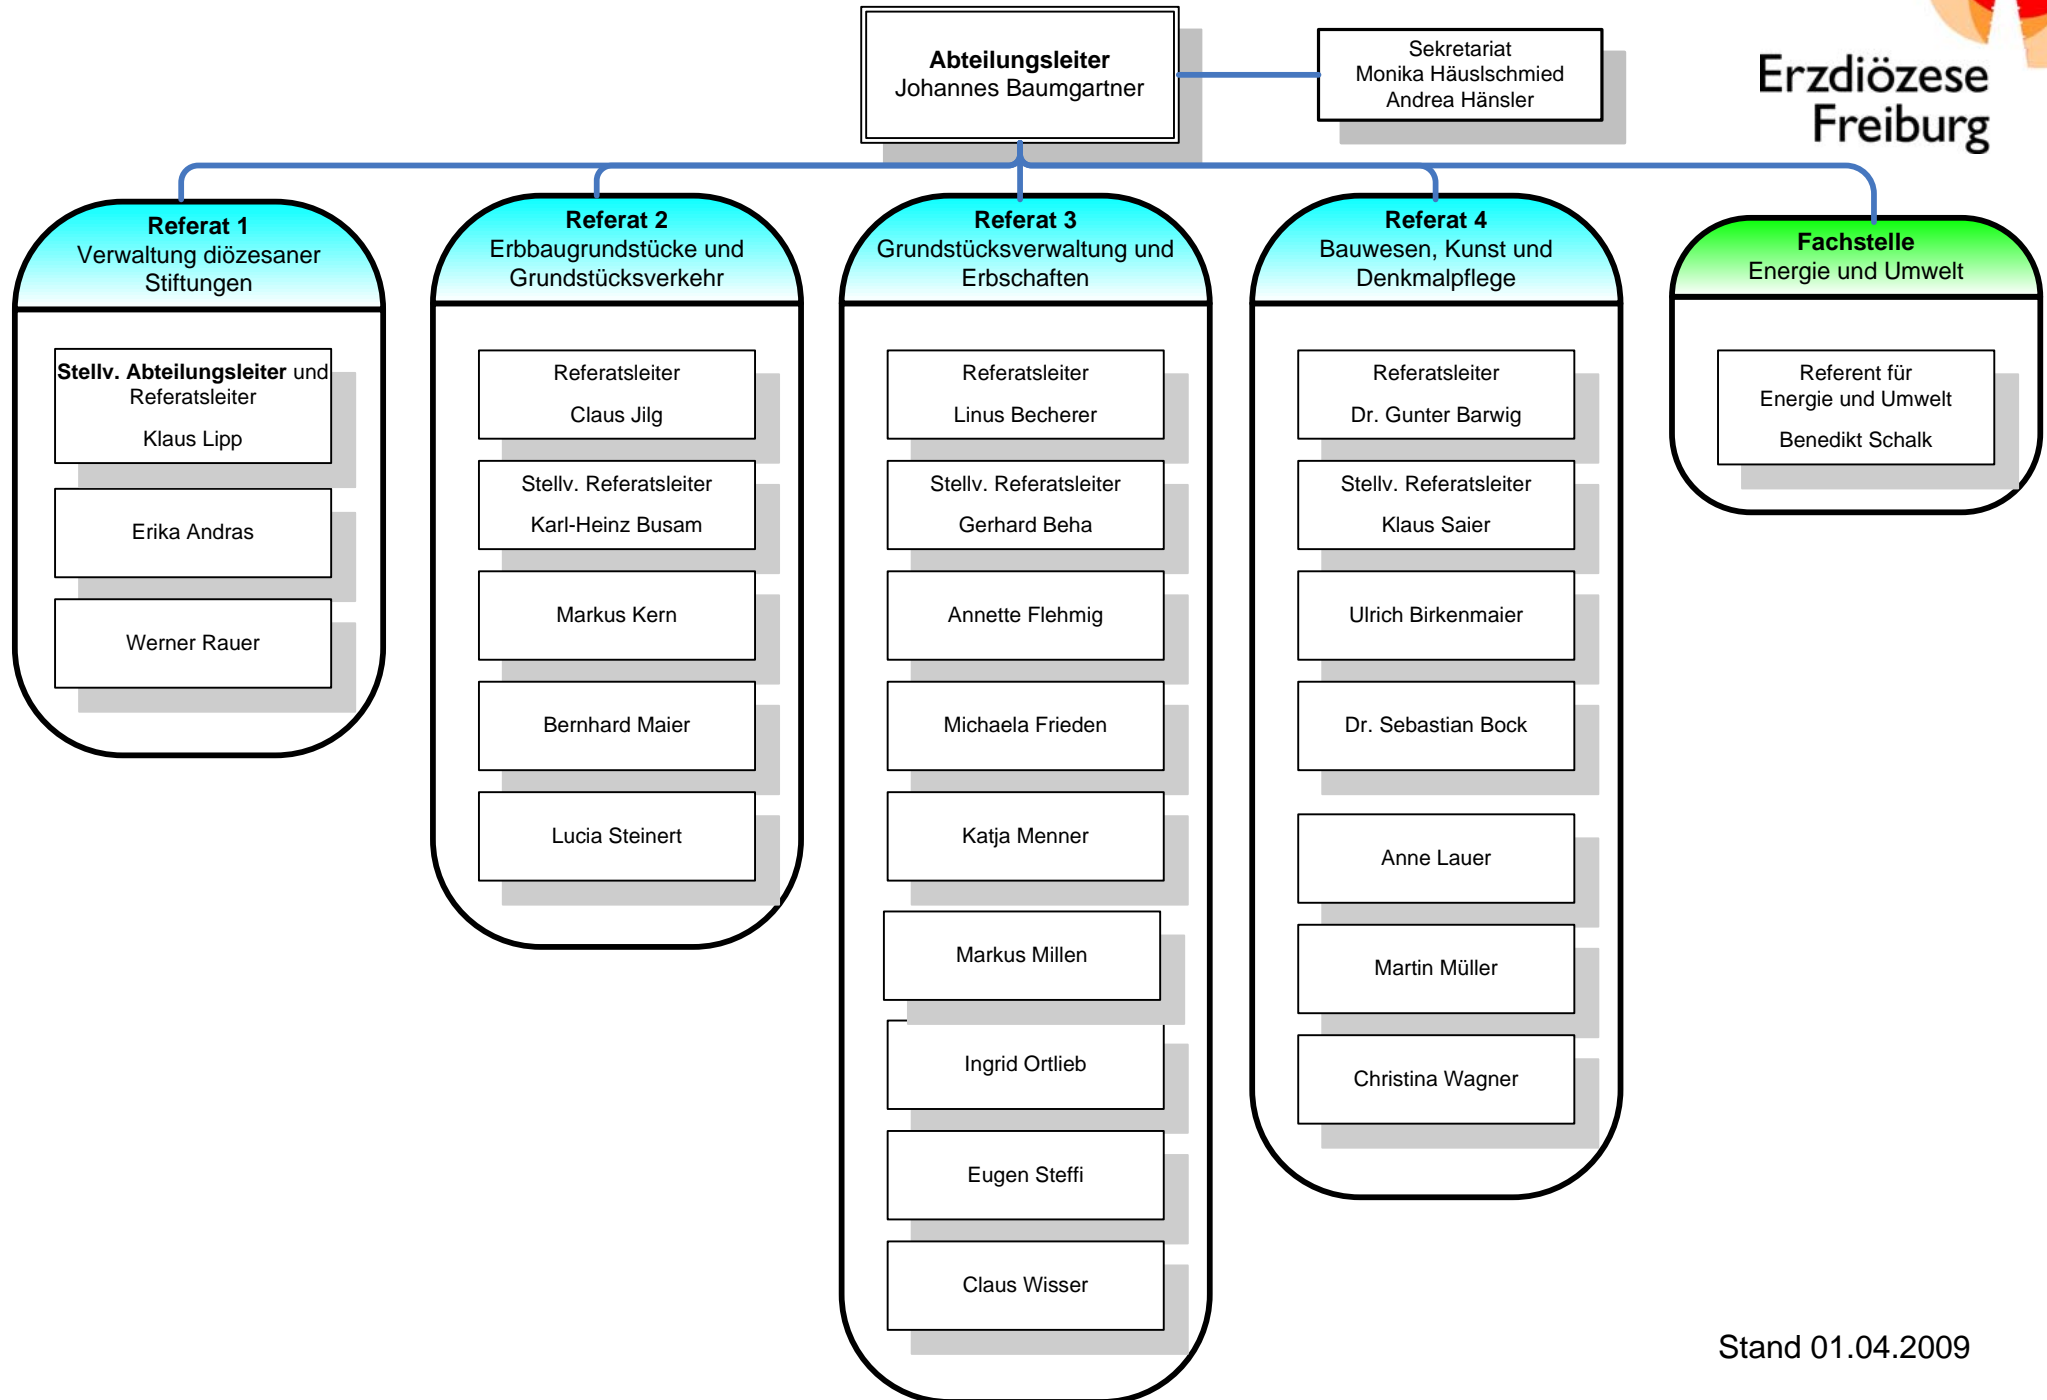 Abteilungsleiter
Johannes Baumgartner
Sekretariat
Monika Häuslschmied
Andrea Hänsler
Erzdiözese
Freiburg
Referat 1
Verwaltung diözesaner
Stiftungen
Stellv. Abteilungsleiter und
Referatsleiter
Klaus Lipp
Erika Andras
Werner Rauer
Referat 2
Erbbaugrundstücke und
Grundstücksverkehr
Referatsleiter
Claus Jilg
Stellv. Referatsleiter
Karl-Heinz Busam
Markus Kern
Bernhard Maier
Lucia Steinert
Referat 3
Grundstücksverwaltung und
Erbschaften
Referatsleiter
Linus Becherer
Stellv. Referatsleiter
Gerhard Beha
Annette Flehmig
Michaela Frieden
Katja Menner
Markus Millen
Ingrid Ortlieb
Eugen Steffi
Claus Wisser
Referat 4
Bauwesen, Kunst und
Denkmalpflege
Referatsleiter
Dr. Gunter Barwig
Stellv. Referatsleiter
Klaus Saier
Ulrich Birkenmaier
Dr. Sebastian Bock
Anne Lauer
Martin Müller
Christina Wagner
Fachstelle
Energie und Umwelt
Referent für
Energie und Umwelt
Benedikt Schalk
Stand 01.04.2009